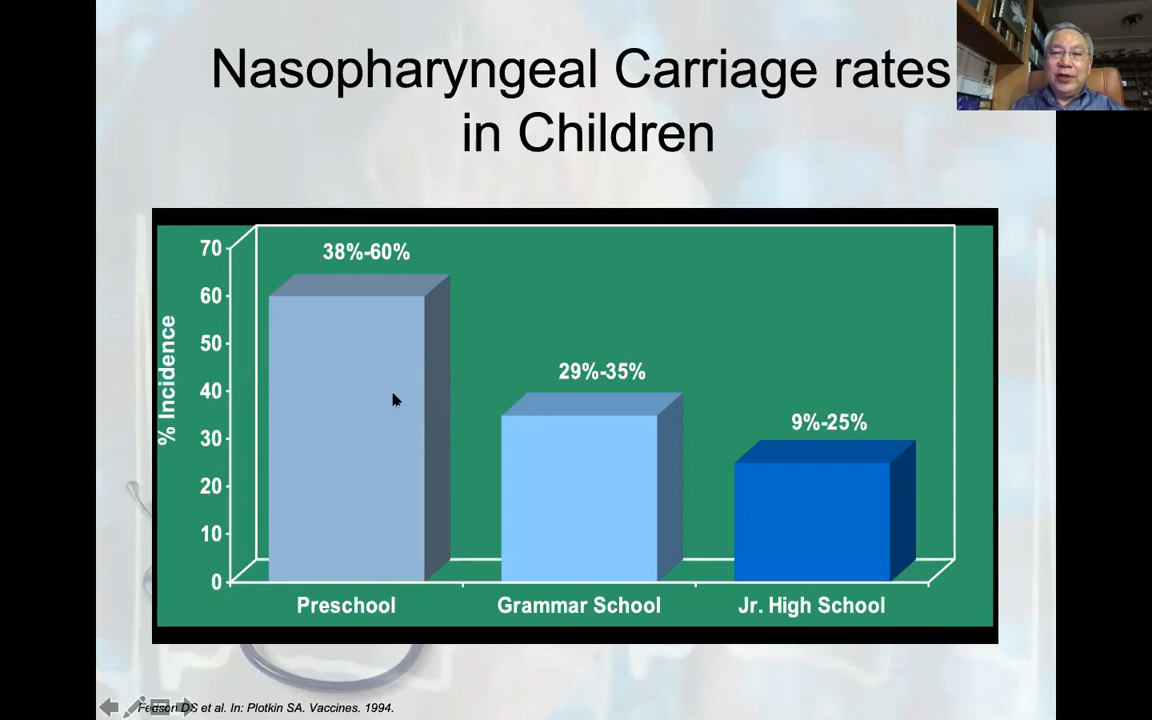 Nasopharyngeal Carriage rates
in Children
70
60
50
40
30
20
10
0
% Incidence
38%-60%
29%-35%
9%-25%
Preschool
Grammar School
Jr. High School
DS et al. In: Plotkin SA. Vaccines. 1994.